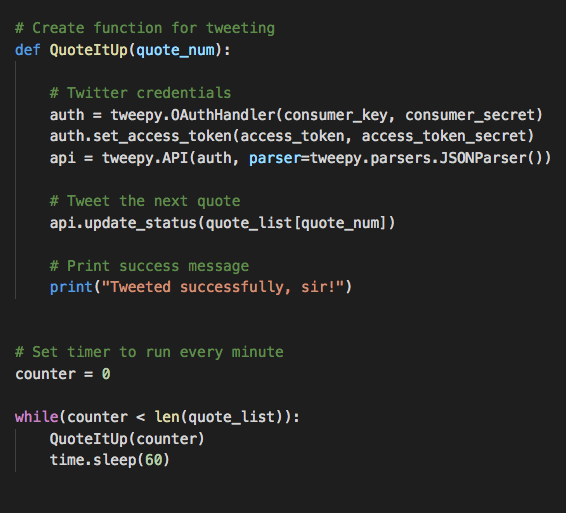 # Create function for tweeting
def QuoteItUp(quote_num):
# Twitter credentials
auth = tweepy.OAuthHandler(consumer_key, consumer_secret)
auth.set_access_token(access_token, access_token_secret)
api = tweepy.API(auth, parser=tweepy.parsers.JSONParser())
# Tweet the next quote
api.update_status(quote_list[quote_num])
# Print success message
print("Tweeted successfully, sir!")
# Set timer to run every minute
counter = 0
while(counter < len(quote_list)):
QuoteItUp(counter)
time.sleep(60)